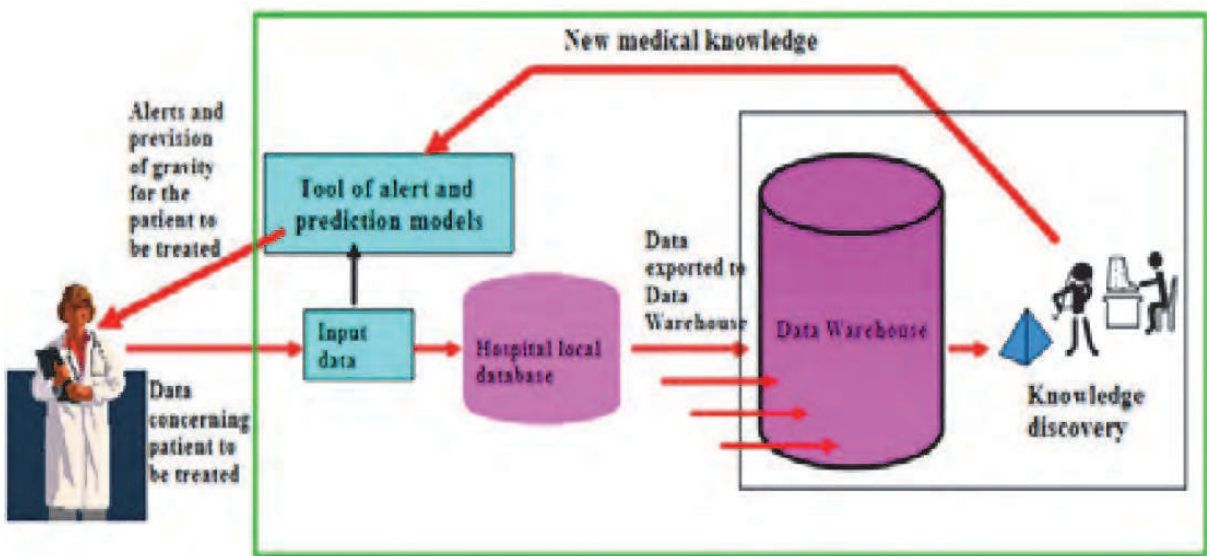 New medical knowledge
Alerts and
prevision
of gravity
for the
patient to
be treated
Tool of alert and
prediction models
Data
exported to
Data
Warehouse
Input
data
Hospital local
database
Data Warehouse
Data
concerning
patient to
be treated
Knowledge
discovery